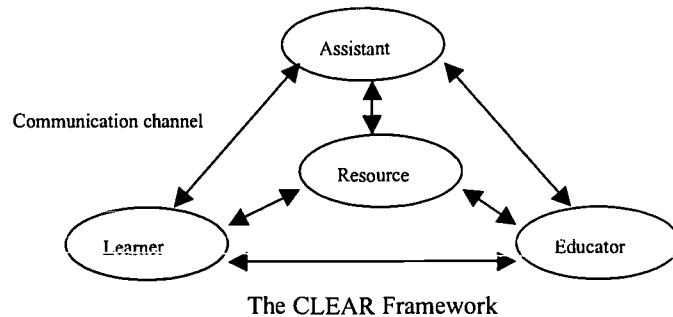 Assistant
Communication channel
Resource
Learner
Educator
The CLEAR Framework